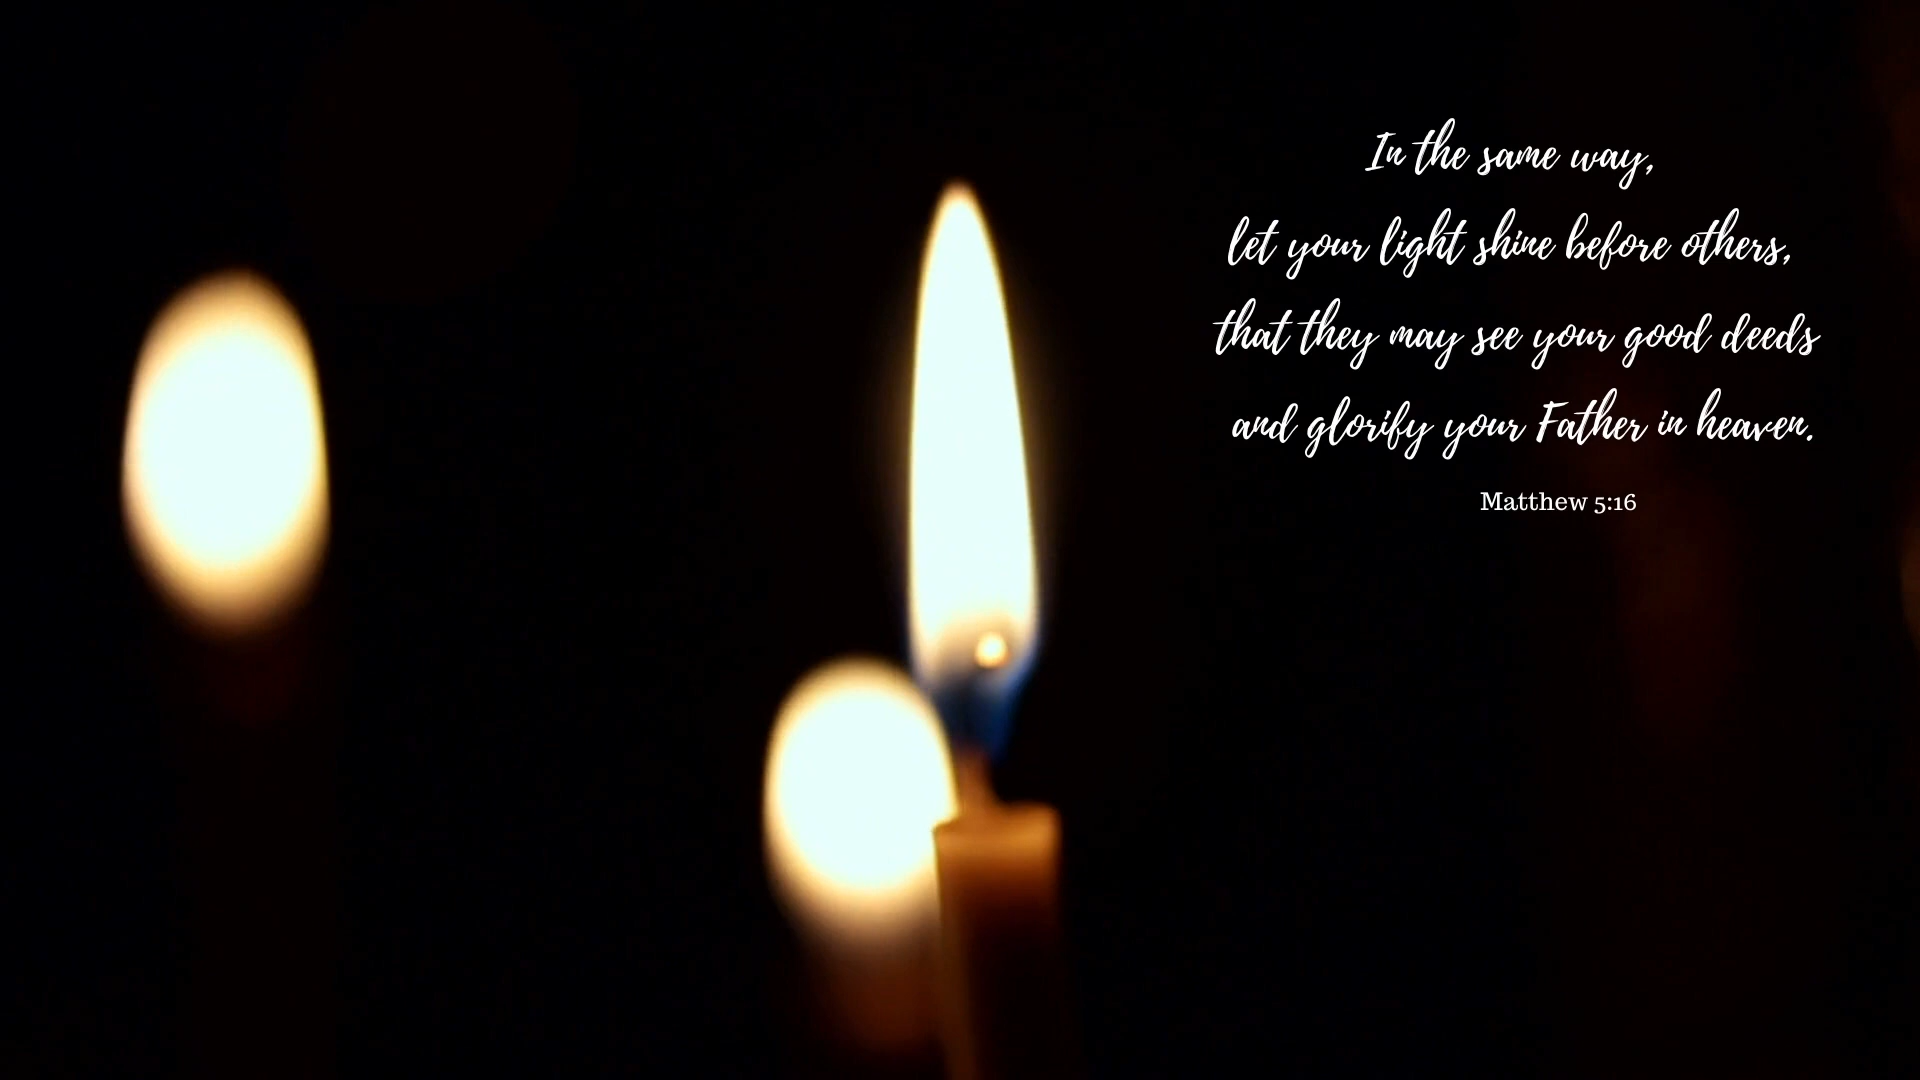 In the same way,
let your light shine before others,
that they may see your good deeds
and glorify your Father in heaven.
Matthew 5:16